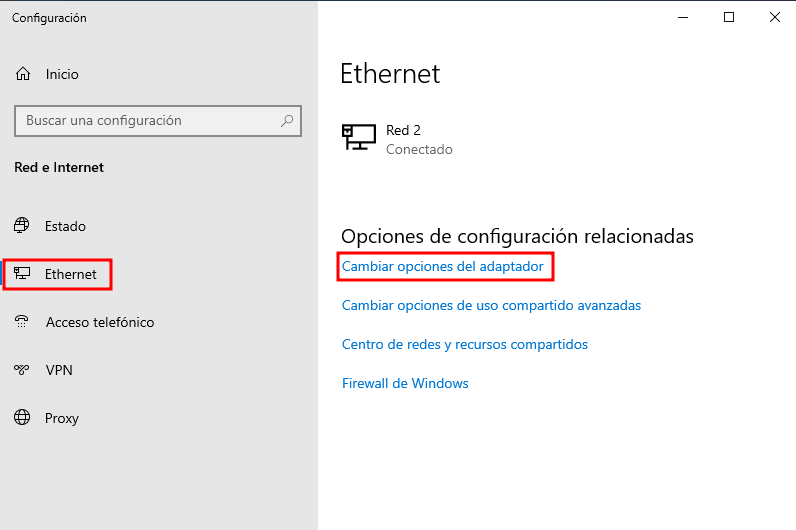 Configuración
Inicio
Buscar una configuración
Red e Internet
Estado
Ethernet
Acceso telefónico
VPN
Proxy
Ethernet
Red 2
Conectado
Opciones de configuración relacionadas
Cambiar opciones del adaptador
Cambiar opciones de uso compartido avanzadas
Centro de redes y recursos compartidos
Firewall de Windows